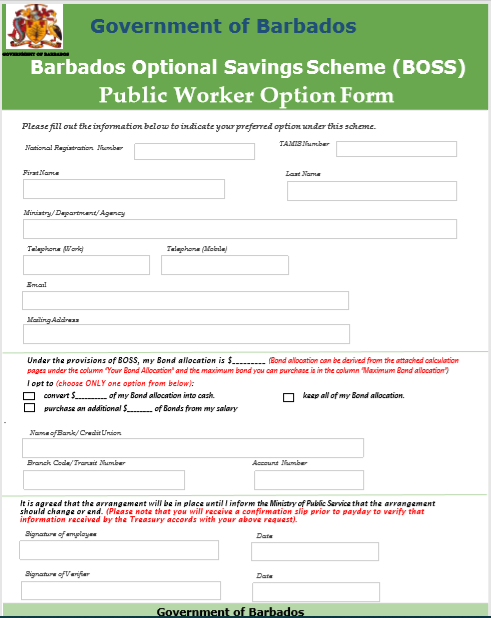 GOVERNMENT OF BARBADOS
Government of Barbados
Barbados Optional Savings Scheme (BOSS)
Public Worker Option Form
Please fill out the information below to indicate your preferred option under this scheme.
National Registration Number
TAMIS Number
First Name
Last Name
Ministry/ Department/ Agency
Telephone (Work)
Telephone (Mobile)
Email
Mailing Address
Under the provisions of BOSS, my Bond allocation is $_________ (Bond allocation can be derived from the attached calculation
pages under the column "Your Bond Allocation" and the maximum bond you can purchase is in the column "Maximum Bond allocation")
I opt to (choose ONLY one option from below):
convert $_________ of my Bond allocation into cash.
keep all of my Bond allocation.
purchase an additional $_______ of Bonds from my salary
Name of Bank/ Credit Union
Branch Code/ Transit Number
Account Number
It is agreed that the arrangement will be in place until I inform the Ministry of Public Service that the arrangement
should change or end. (Please note that you will receive a confirmation slip prior to payday to verify that
information received by the Treasury accords with your above request).
Signature of employee
Date
Signature of Verifier
Date
Government of Barbados